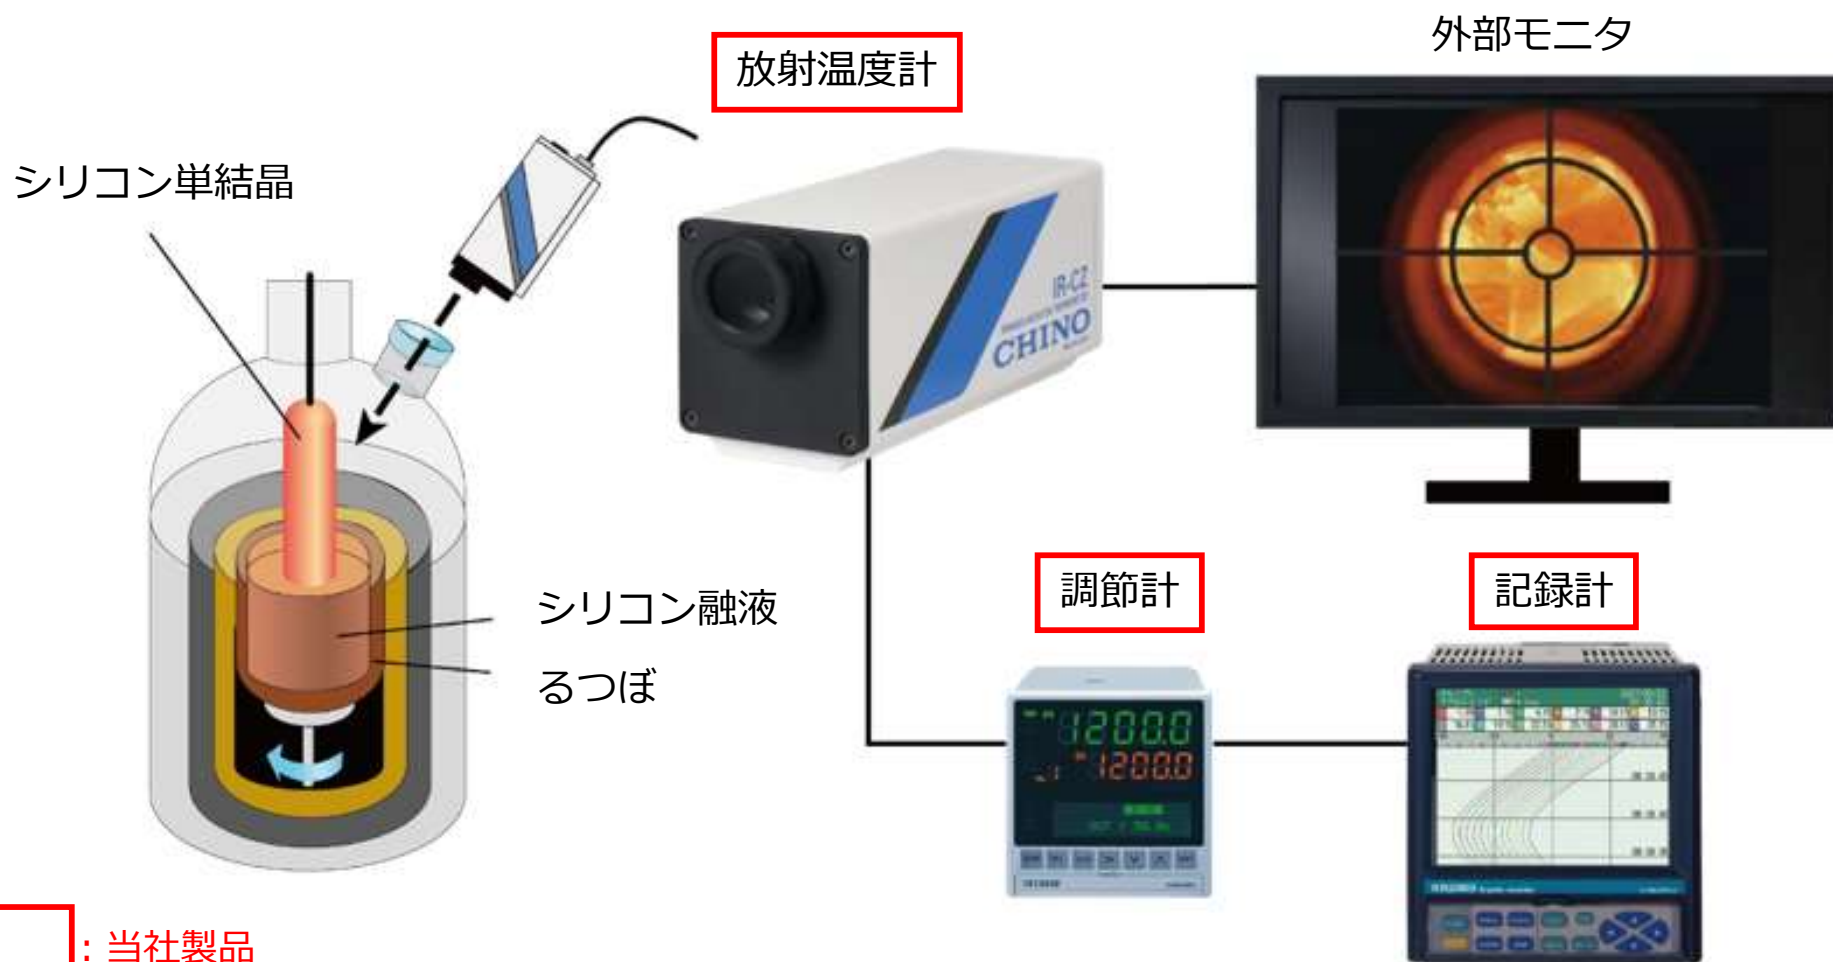 外部モニタ
放射温度計
シリコン単結晶
IR-CZ
CHINO
調節計
記録計
シリコン融液
るつぼ
1200.0
1200.0
: 当社製品